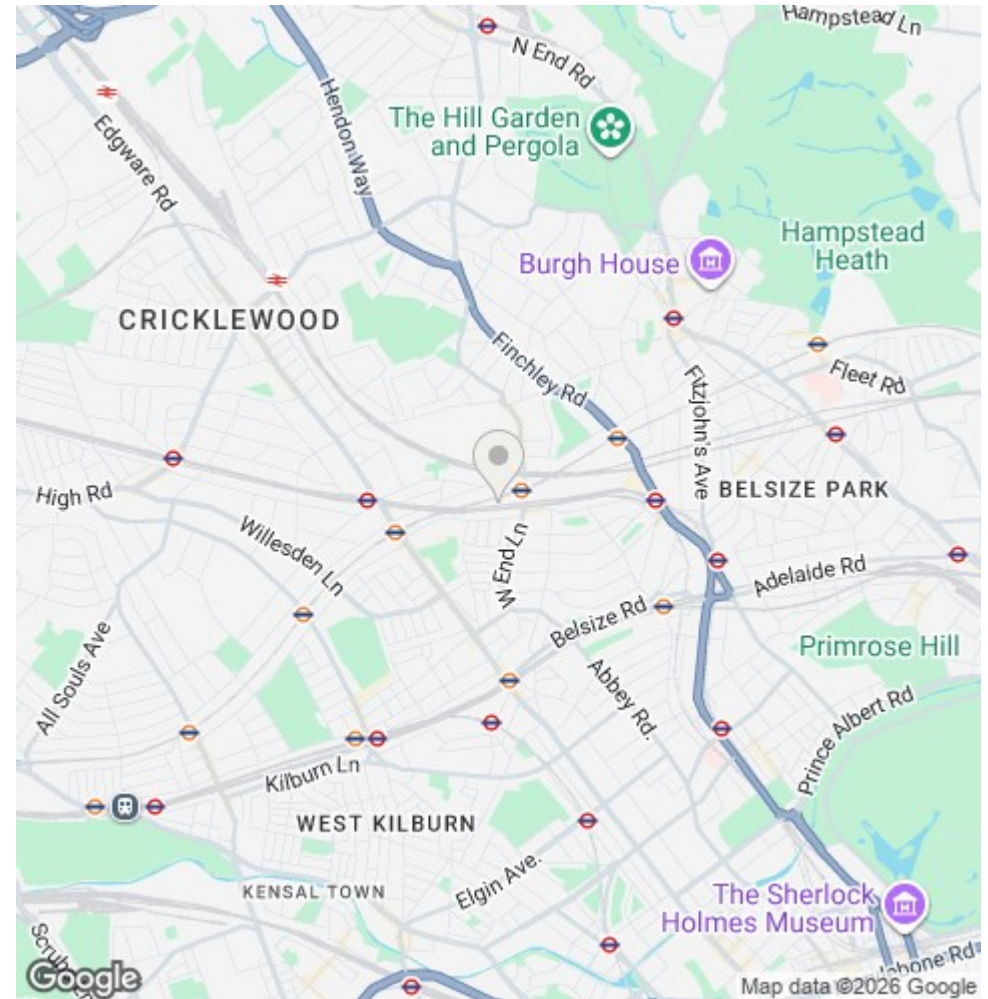 Hampstead Ln
N End Rd
Hendon Way
The Hill Garden
and Pergola
Edgware Rd
Hampstead
Heath
Burgh House
CRICKLEWOOD
Finchley Rd
Fitzjohn's Ave
Fleet Rd
High Rd
BELSIZE PARK
Willesden Ln
W End Ln
Adelaide Rd
Belsize Rd
Primrose Hill
All Souls Ave
Abbey Rd.
Prince Albert Rd
Kilburn Ln
WEST KILBURN
Elgin Ave.
KENSAL TOWN
The Sherlock
Holmes Museum
Google
Map data ©2026 Google